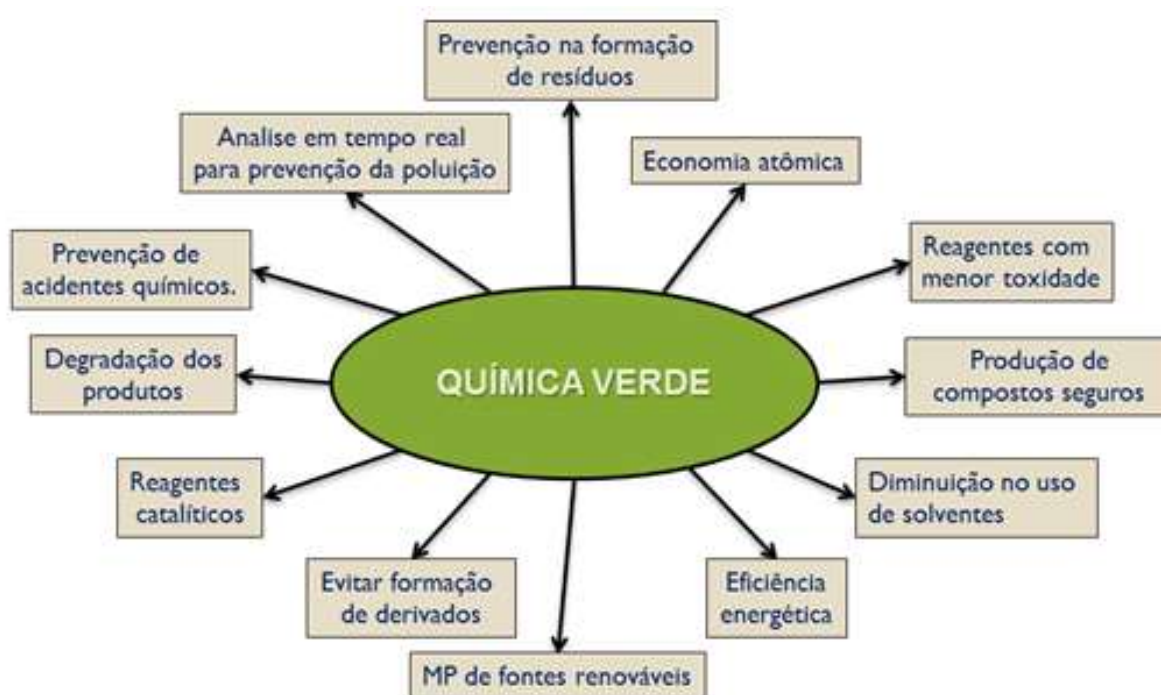 Prevenção na formação
de resíduos
Analise em tempo real
para prevenção da poluição
Economia atômica
Prevenção de
acidentes químicos.
Reagentes com
menor toxidade
Degradação dos
produtos
QUÍMICA VERDE
Produção de
compostos seguros
Reagentes
catalíticos
Diminuição no uso
de solventes
Evitar formação
de derivados
Eficiência
energética
MP de fontes renováveis